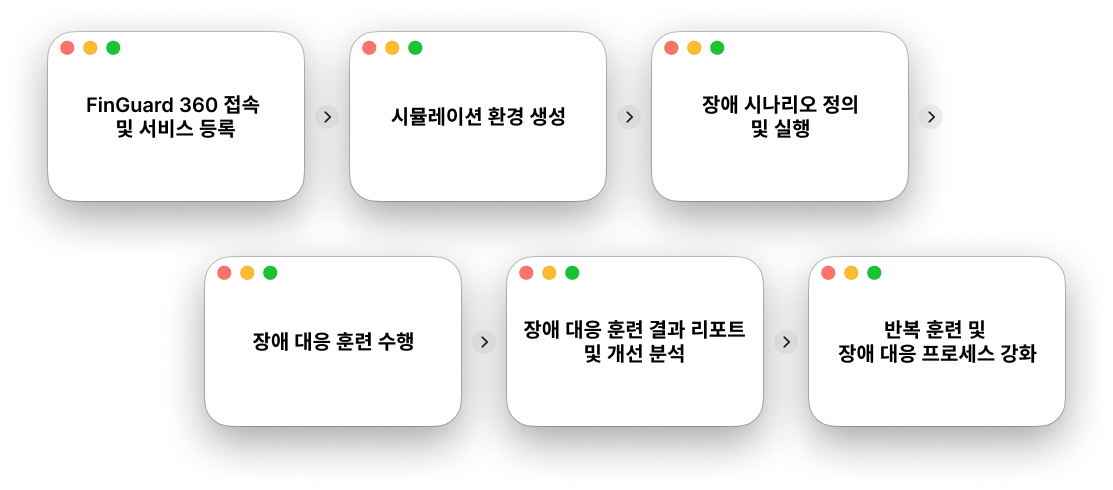 FinGuard 360 접속
및 서비스 등록
시뮬레이션 환경 생성
장애 시나리오 정의
및 실행
장애 대응 훈련 수행
장애 대응 훈련 결과 리포트
및 개선 분석
반복 훈련 및
장애 대응 프로세스 강화